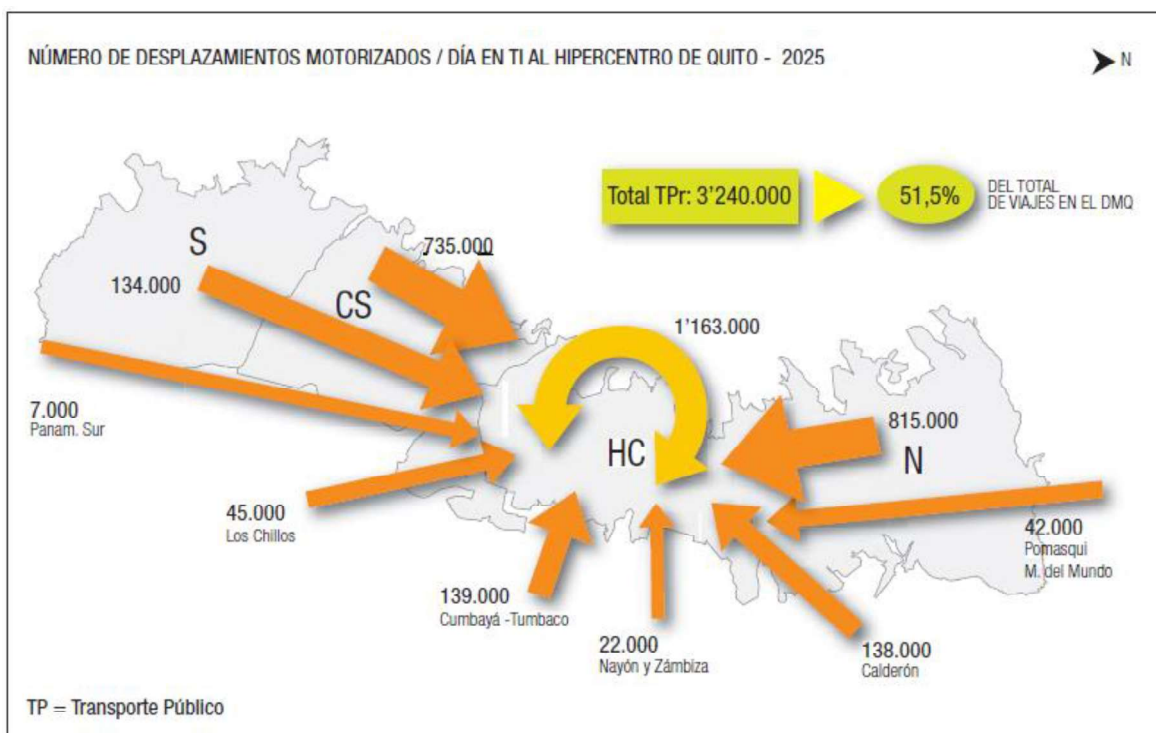 NÚMERO DE DESPLAZAMIENTOS MOTORIZADOS / DÍA EN TI AL HIPERCENTRO DE QUITO - 2025
N
Total TPr: 3'240.000
51,5%
DEL TOTAL
DE VIAJES EN EL DMQ
S
735.000
134.000
CS
1'163.000
7.000
Panam. Sur
815.000
HC
N
45.000
Los Chillos
42.000
Pomasqui
M. del Mundo
139.000
Cumbayá -Tumbaco
22.000
Nayón y Zámbiza
138.000
Calderón
TP = Transporte Público